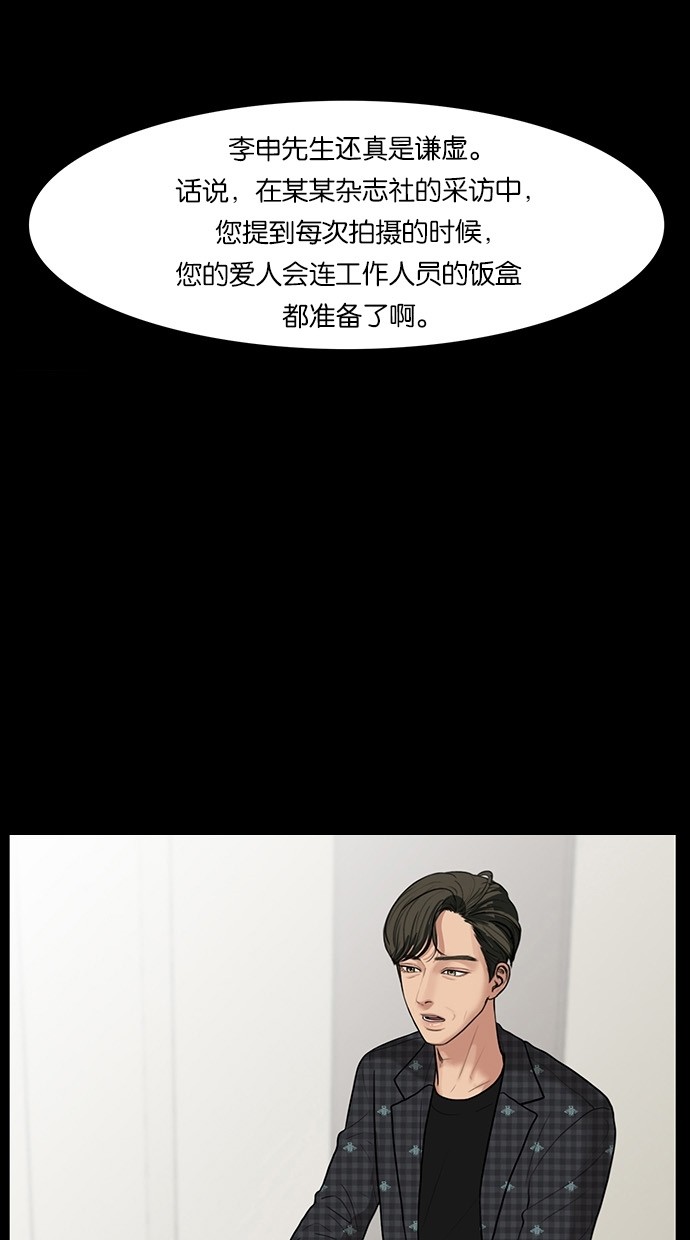 李申先生还真是谦虚。
话说，在某某杂志社的采访中，
您提到每次拍摄的时候，
您的爱人会连工作人员的饭盒
都准备了啊。